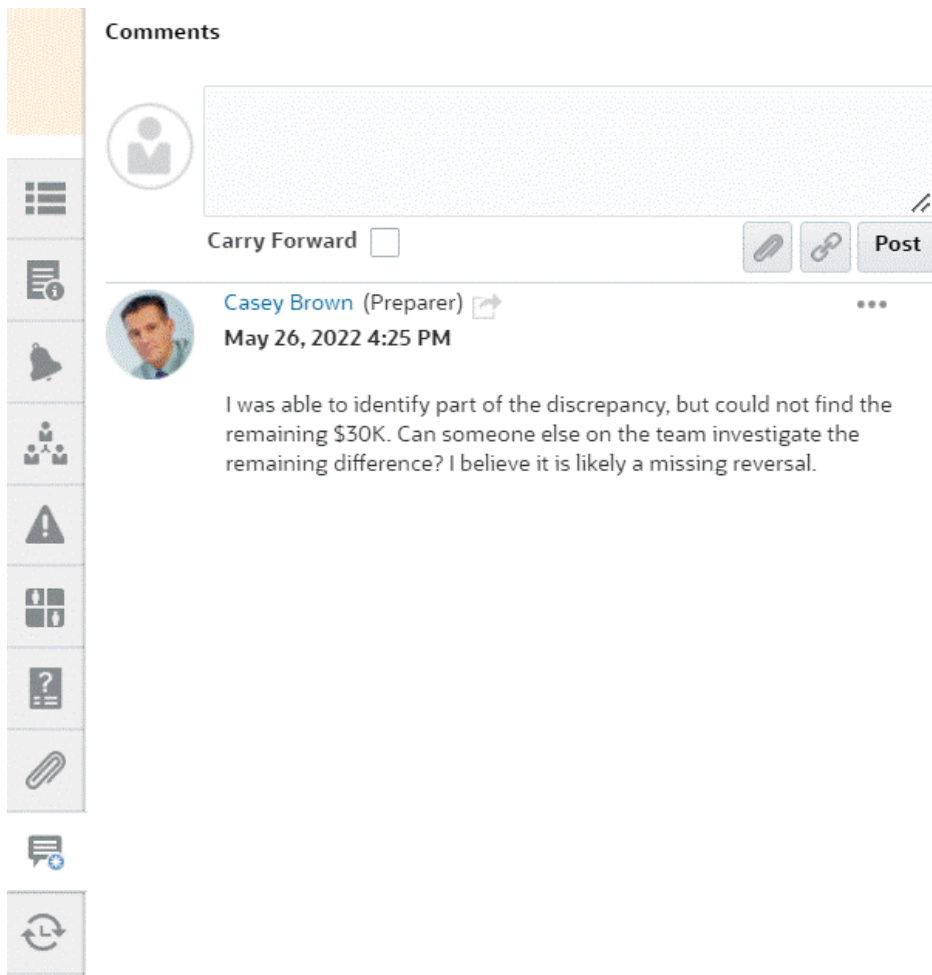 Comments
Carry Forward
Post
Casey Brown (Preparer)
May 26, 2022 4:25 PM
I was able to identify part of the discrepancy, but could not find the
remaining $30K. Can someone else on the team investigate the
remaining difference? I believe it is likely a missing reversal.